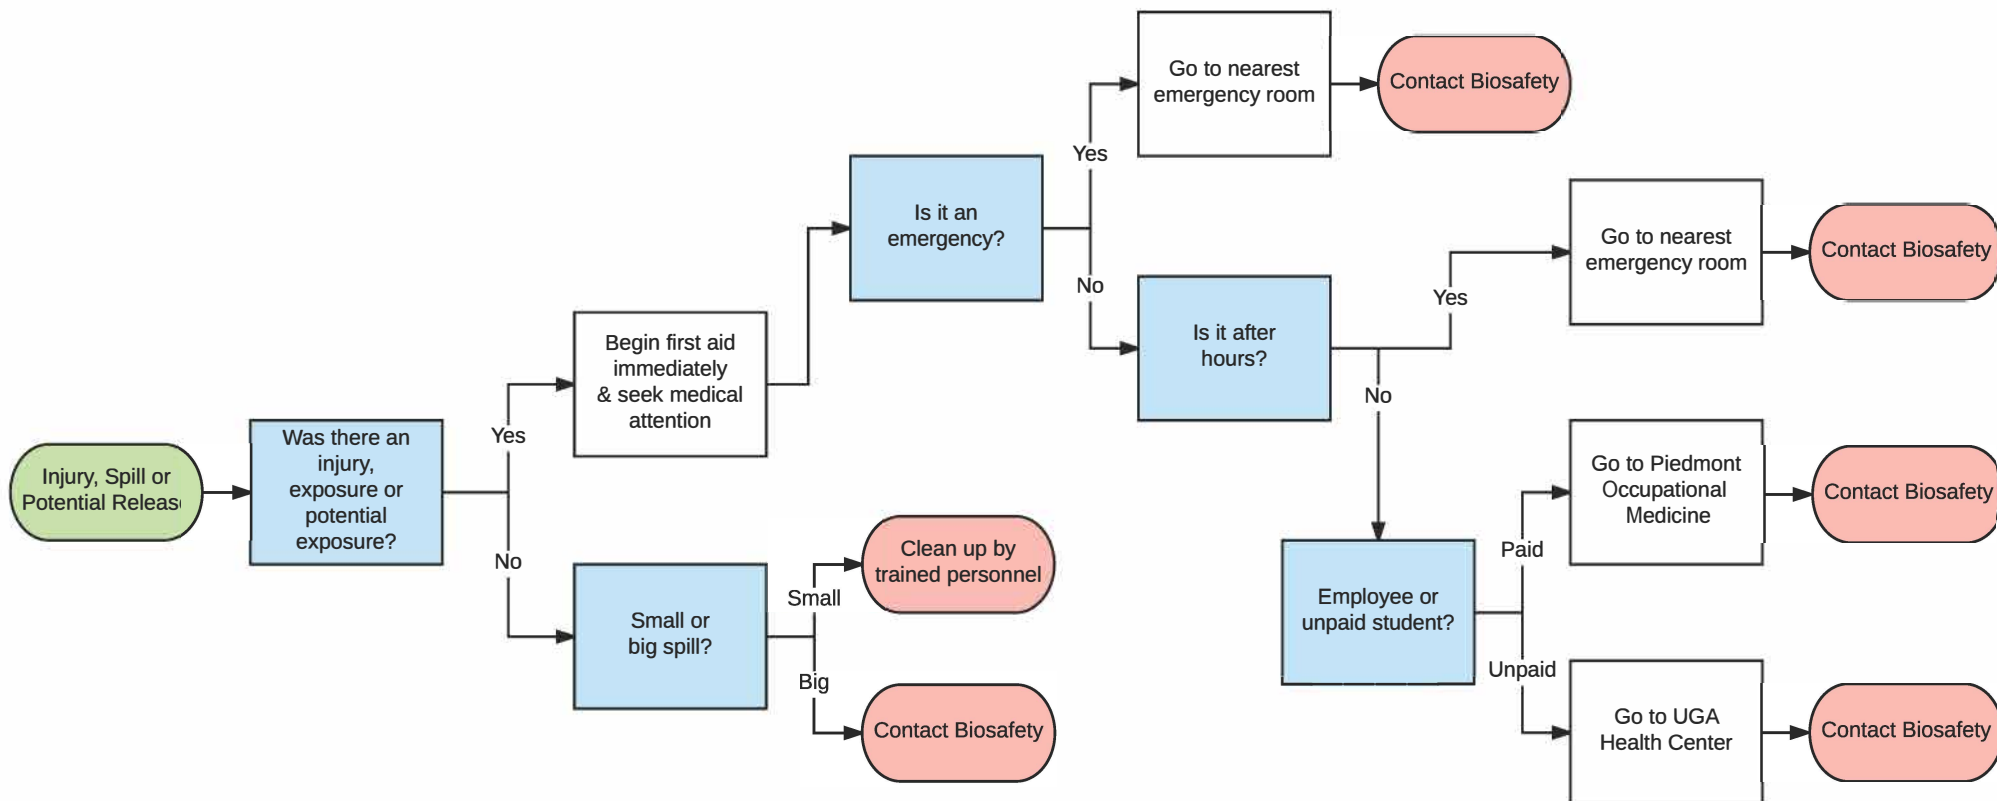 Injury, Spill or
Potential Releas
Was there an
injury,
exposure or
potential
exposure?
Yes
No
Begin first aid
immediately
& seek medical
attention
Small or
big spill?
Small
Big
Clean up by
trained personnel
Contact Biosafety
Is it an
emergency?
Yes
No
Go to nearest
emergency room
Contact Biosafety
Is it after
hours?
Yes
No
Go to nearest
emergency room
Contact Biosafety
Employee or
unpaid student?
Paid
Unpaid
Go to Piedmont
Occupational
Medicine
Contact Biosafety
Go to UGA
Health Center
Contact Biosafety